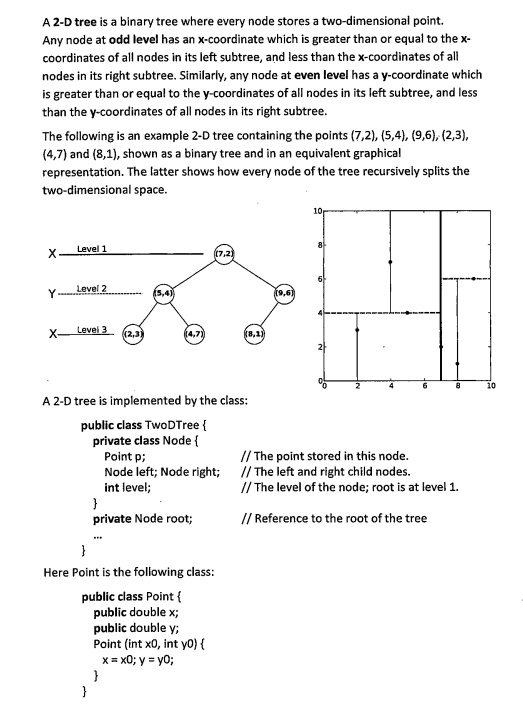 A 2-D tree is a binary tree where every node stores a two-dimensional point.
Any node at odd level has an x-coordinate which is greater than or equal to the x-
coordinates of all nodes in its left subtree, and less than the x-coordinates of all
nodes in its right subtree. Similarly, any node at even level has a y-coordinate which
is greater than or equal to the y-coordinates of all nodes in its left subtree, and less
than the y-coordinates of all nodes in its right subtree.
The following is an example 2-D tree containing the points (7,2), (5,4), (9,6), (2,3),
(4,7) and (8,1), shown as a binary tree and in an equivalent graphical
representation. The latter shows how every node of the tree recursively splits the
two-dimensional space.
X Level 1 (7,2)
Y Level 2 (5,4) (9,6)
X Level 3 (2,3) (4,7) (8,1)
10
8
6
4
2
0
0 2 4 6 8 10
A 2-D tree is implemented by the class:
public class TwoDTree {
private class Node {
Point p; // The point stored in this node.
Node left; Node right; // The left and right child nodes.
int level; // The level of the node; root is at level 1.
}
private Node root; // Reference to the root of the tree
...
}
Here Point is the following class:
public class Point {
public double x;
public double y;
Point (int x0, int y0) {
x = x0; y = y0;
}
}